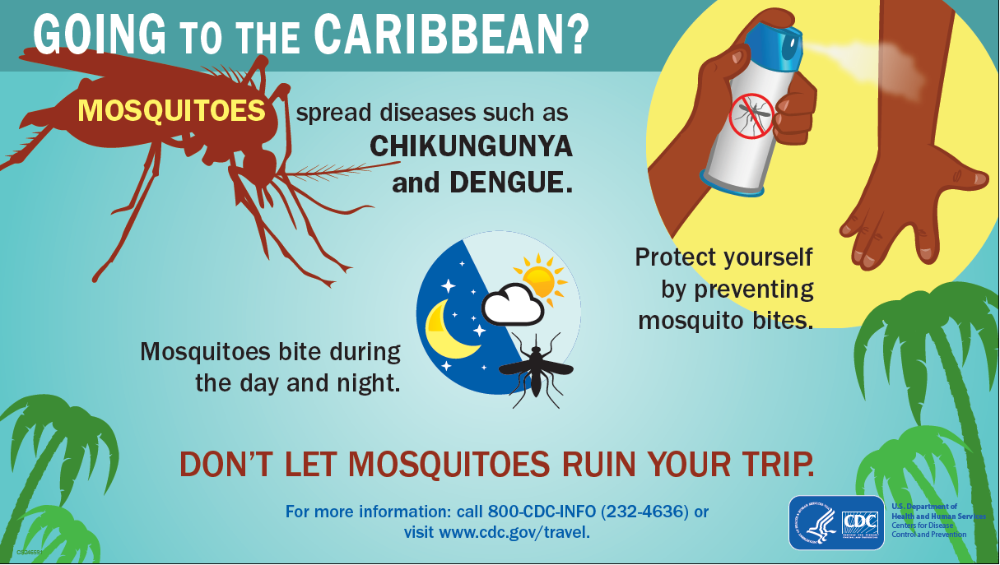 GOING TO THE CARIBBEAN?
MOSQUITOES spread diseases such as
CHIKUNGUNYA
and DENGUE.
Protect yourself
by preventing
mosquito bites.
Mosquitoes bite during
the day and night.
DON'T LET MOSQUITOES RUIN YOUR TRIP.
For more information: call 800-CDC-INFO (232-4636) or
visit www.cdc.gov/travel.
CDC
U.S. Department of
Health and Human Services
Centers for Disease
Control and Prevention